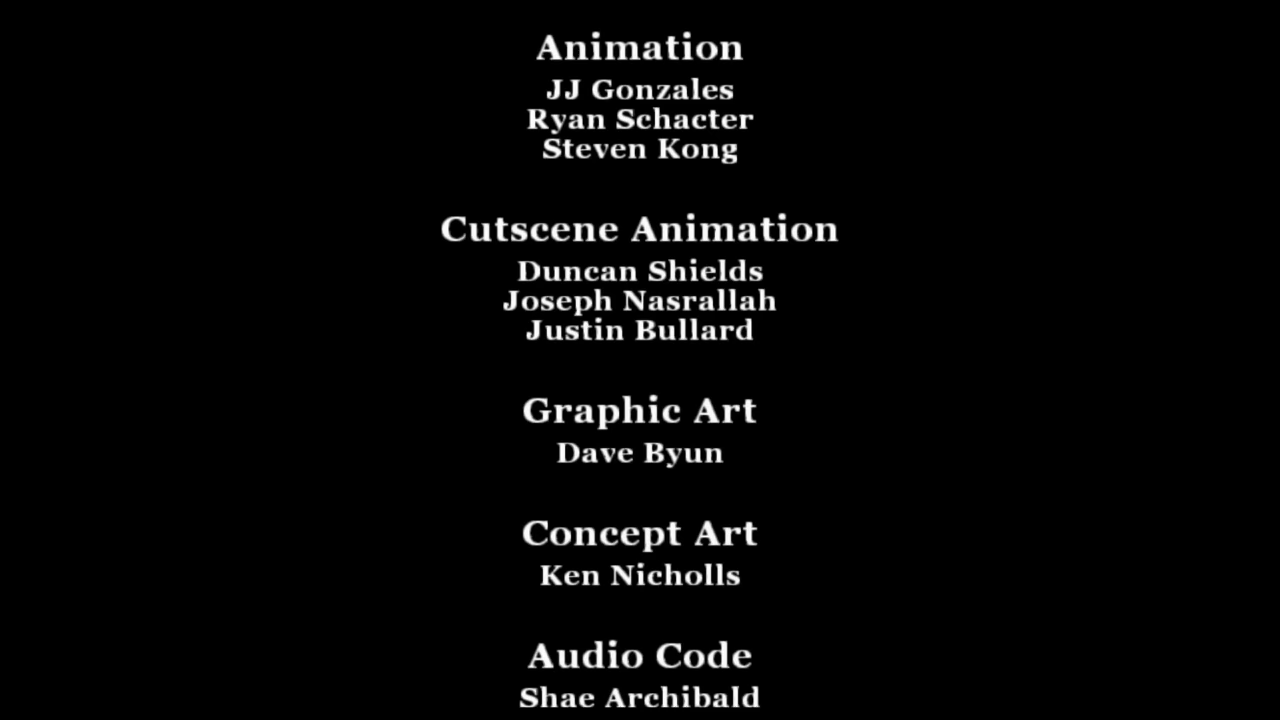 Animation
JJ Gonzales
Ryan Schacter
Steven Kong
Cutscene Animation
Duncan Shields
Joseph Nasrallah
Justin Bullard
Graphic Art
Dave Byun
Concept Art
Ken Nicholls
Audio Code
Shae Archibald